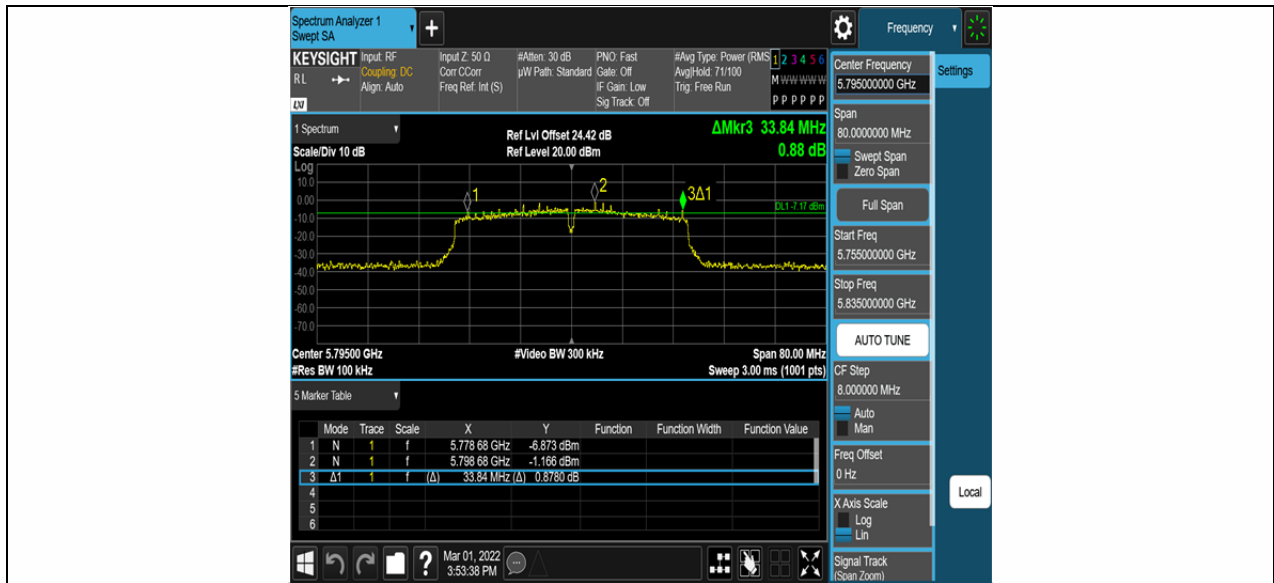 Spectrum Analyzer 1
Swept SA
+
Frequency
KEYSIGHT
RL
LXI
Input: RF
Coupling: DC
Align: Auto
Input Z: 50 Ω
Corr CCorr
Freq Ref: Int (S)
#Atten: 30 dB
µW Path: Standard
PNO: Fast
Gate: Off
IF Gain: Low
Sig Track: Off
#Avg Type: Power (RMS
Avg|Hold: 71/100
Trig: Free Run
1 2 3 4 5 6
M W W W W W
P P P P P P
1 Spectrum
Scale/Div 10 dB
Ref Lvl Offset 24.42 dB
Ref Level 20.00 dBm
ΔMkr3 33.84 MHz
0.88 dB
Log
10.0
0.00
-10.0
-20.0
-30.0
-40.0
-50.0
-60.0
-70.0
1
2
3Δ1
DL1 -7.17 dBm
Center 5.79500 GHz
#Video BW 300 kHz
Span 80.00 MHz
#Res BW 100 kHz
Sweep 3.00 ms (1001 pts)
5 Marker Table
Mode Trace Scale X Y Function Function Width Function Value
1 N 1 f 5.778 68 GHz -6.873 dBm
2 N 1 f 5.798 68 GHz -1.166 dBm
3 Δ1 1 f (Δ) 33.84 MHz (Δ) 0.8780 dB
4
5
6
?
Mar 01, 2022
3:53:38 PM
Center Frequency
5.795000000 GHz
Settings
Span
80.0000000 MHz
Swept Span
Zero Span
Full Span
Start Freq
5.755000000 GHz
Stop Freq
5.835000000 GHz
AUTO TUNE
CF Step
8.000000 MHz
Auto
Man
Freq Offset
0 Hz
X Axis Scale
Log
Lin
Local
Signal Track
(Span Zoom)